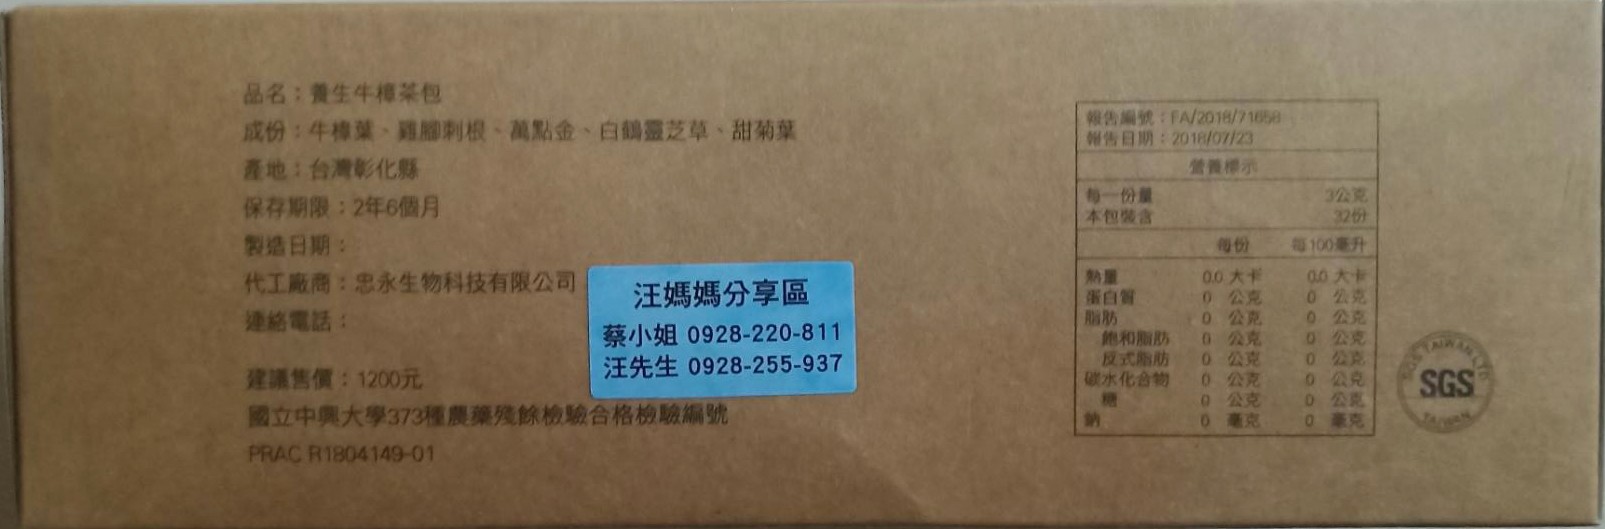 品名：養生牛樟茶包
成份：牛樟葉、雞腳刺根、萬點金、白鶴靈芝草、甜菊葉
產地：台灣彰化縣
保存期限：2年6個月
製造日期：
代工廠商：忠永生物科技有限公司
連絡電話：
建議售價：1200元
國立中興大學373種農藥殘餘檢驗合格檢驗編號
PRAC R1804149-01
汪媽媽分享區
蔡小姐 0928-220-811
汪先生 0928-255-937
報告編號：FA/2018/71658
報告日期：2018/07/23
營養標示
每一份量 3公克
本包裝含 32份
每份 每100毫升
熱量 0.0 大卡 0.0 大卡
蛋白質 0 公克 0 公克
脂肪 0 公克 0 公克
飽和脂肪 0 公克 0 公克
反式脂肪 0 公克 0 公克
碳水化合物 0 公克 0 公克
糖 0 公克 0 公克
鈉 0 毫克 0 毫克
SGS TAIWAN LTD
SGS
TAIWAN